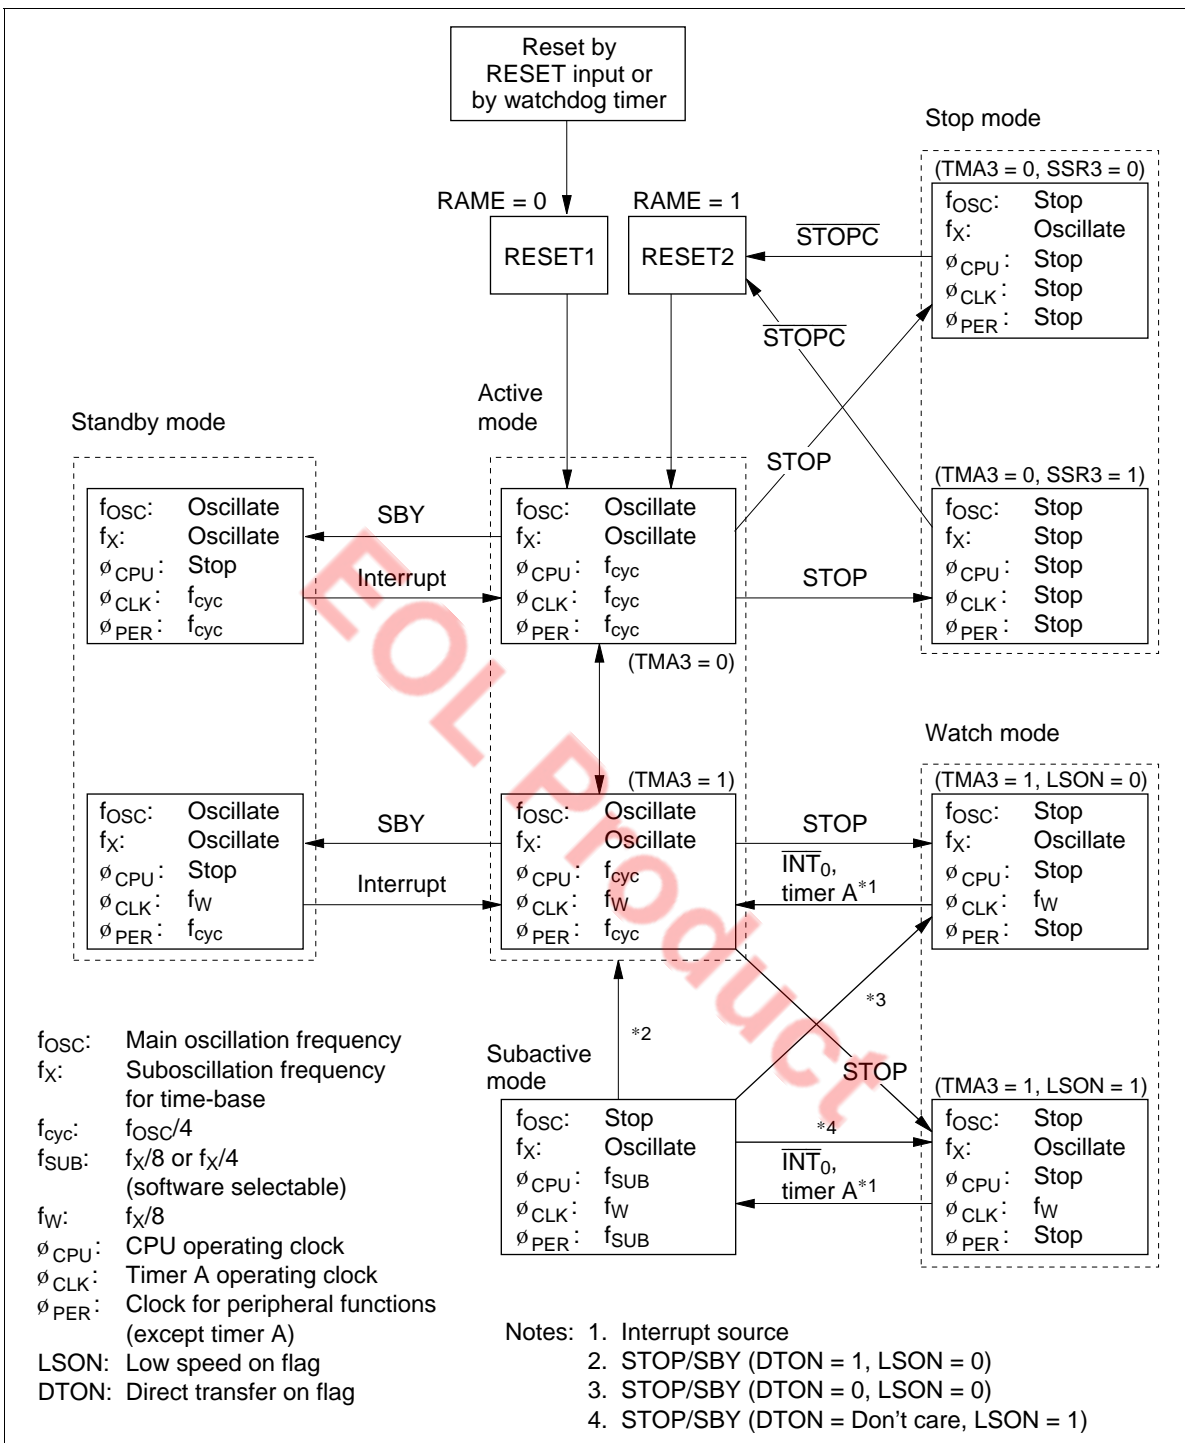 Reset by
RESET input or
by watchdog timer
Stop mode
RAME = 0
RAME = 1
(TMA3 = 0, SSR3 = 0)
RESET1
RESET2
STOPC
fOSC: Stop
fX: Oscillate
øCPU: Stop
øCLK: Stop
øPER: Stop
STOPC
Active
mode
Standby mode
STOP
(TMA3 = 0, SSR3 = 1)
fOSC: Oscillate
fX: Oscillate
øCPU: Stop
øCLK: fcyc
øPER: fcyc
SBY
Interrupt
fOSC: Oscillate
fX: Oscillate
øCPU: fcyc
øCLK: fcyc
øPER: fcyc
STOP
fOSC: Stop
fX: Stop
øCPU: Stop
øCLK: Stop
øPER: Stop
(TMA3 = 0)
EOL Product
Watch mode
(TMA3 = 1)
(TMA3 = 1, LSON = 0)
fOSC: Oscillate
fX: Oscillate
øCPU: Stop
øCLK: fW
øPER: fcyc
SBY
Interrupt
fOSC: Oscillate
fX: Oscillate
øCPU: fcyc
øCLK: fW
øPER: fcyc
STOP
INT0,
timer A*1
fOSC: Stop
fX: Oscillate
øCPU: Stop
øCLK: fW
øPER: Stop
*3
*2
Subactive
mode
STOP
(TMA3 = 1, LSON = 1)
fOSC: Stop
fX: Oscillate
øCPU: fSUB
øCLK: fW
øPER: fSUB
*4
INT0,
timer A*1
fOSC: Stop
fX: Oscillate
øCPU: Stop
øCLK: fW
øPER: Stop
fOSC: Main oscillation frequency
fX: Suboscillation frequency
for time-base
fcyc: fOSC/4
fSUB: fX/8 or fX/4
(software selectable)
fW: fX/8
øCPU: CPU operating clock
øCLK: Timer A operating clock
øPER: Clock for peripheral functions
(except timer A)
LSON: Low speed on flag
DTON: Direct transfer on flag
Notes: 1. Interrupt source
2. STOP/SBY (DTON = 1, LSON = 0)
3. STOP/SBY (DTON = 0, LSON = 0)
4. STOP/SBY (DTON = Don't care, LSON = 1)